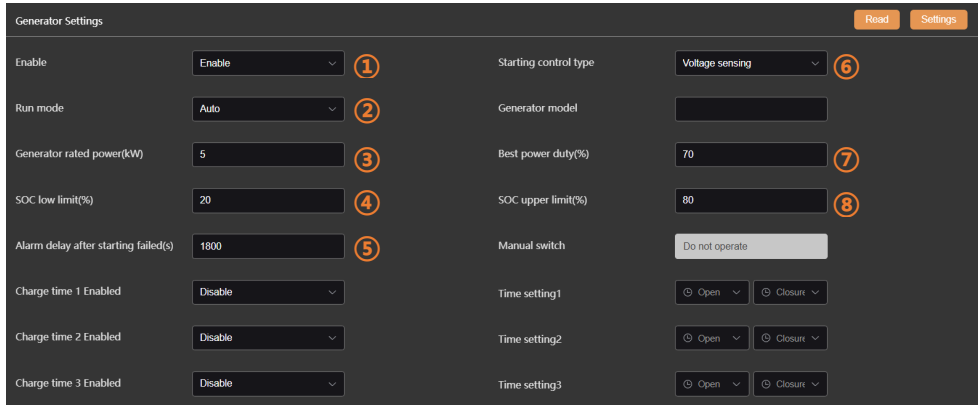 Generator Settings Read Settings
Enable Enable ① Starting control type Voltage sensing ⑥
Run mode Auto ② Generator model
Generator rated power(kW) 5 ③ Best power duty(%) 70 ⑦
SOC low limit(%) 20 ④ SOC upper limit(%) 80 ⑧
Alarm delay after starting failed(s) 1800 ⑤ Manual switch Do not operate
Charge time 1 Enabled Disable Time setting1 Open Closure
Charge time 2 Enabled Disable Time setting2 Open Closure
Charge time 3 Enabled Disable Time setting3 Open Closure